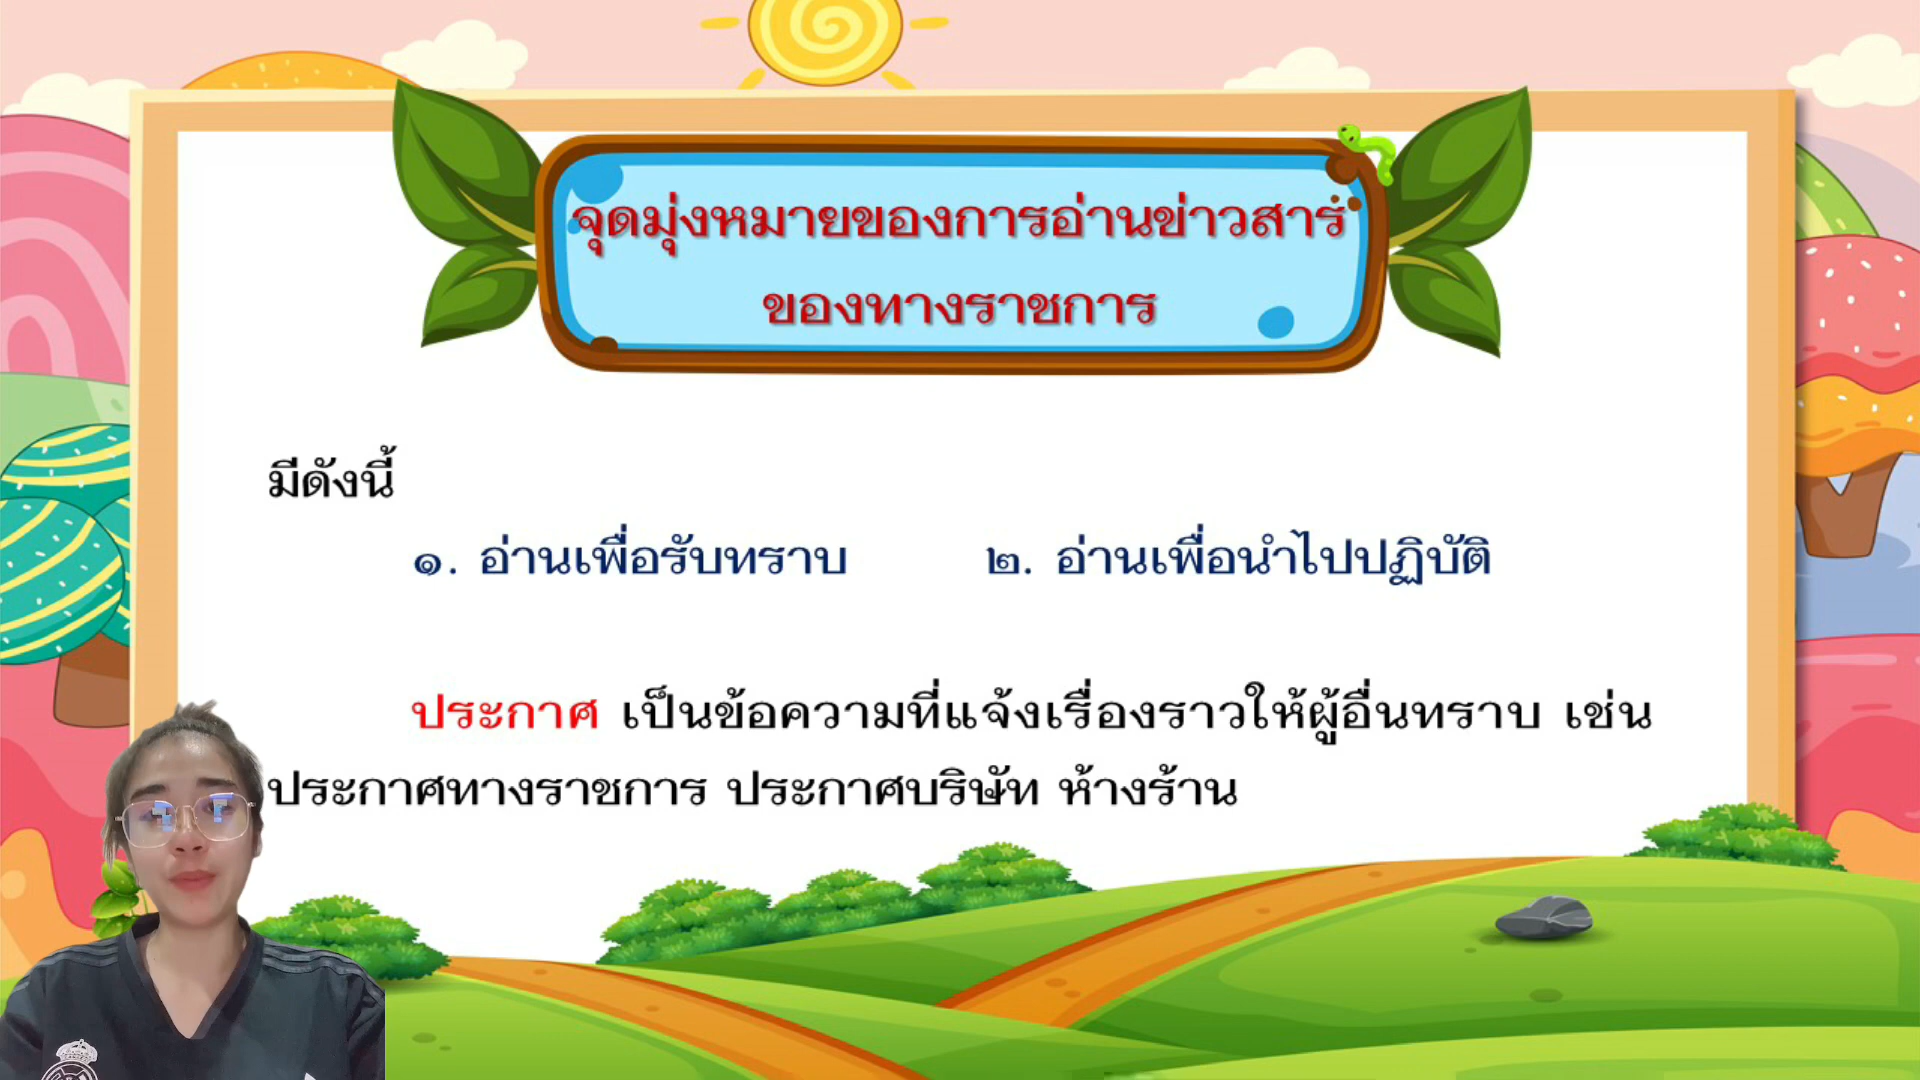 จุดมุ่งหมายของการอ่านข่าวสาร
ของทางราชการ
มีดังนี้
๑. อ่านเพื่อรับทราบ ๒. อ่านเพื่อนำไปปฏิบัติ
ประกาศ เป็นข้อความที่แจ้งเรื่องราวให้ผู้อื่นทราบ เช่น
ประกาศทางราชการ ประกาศบริษัท ห้างร้าน